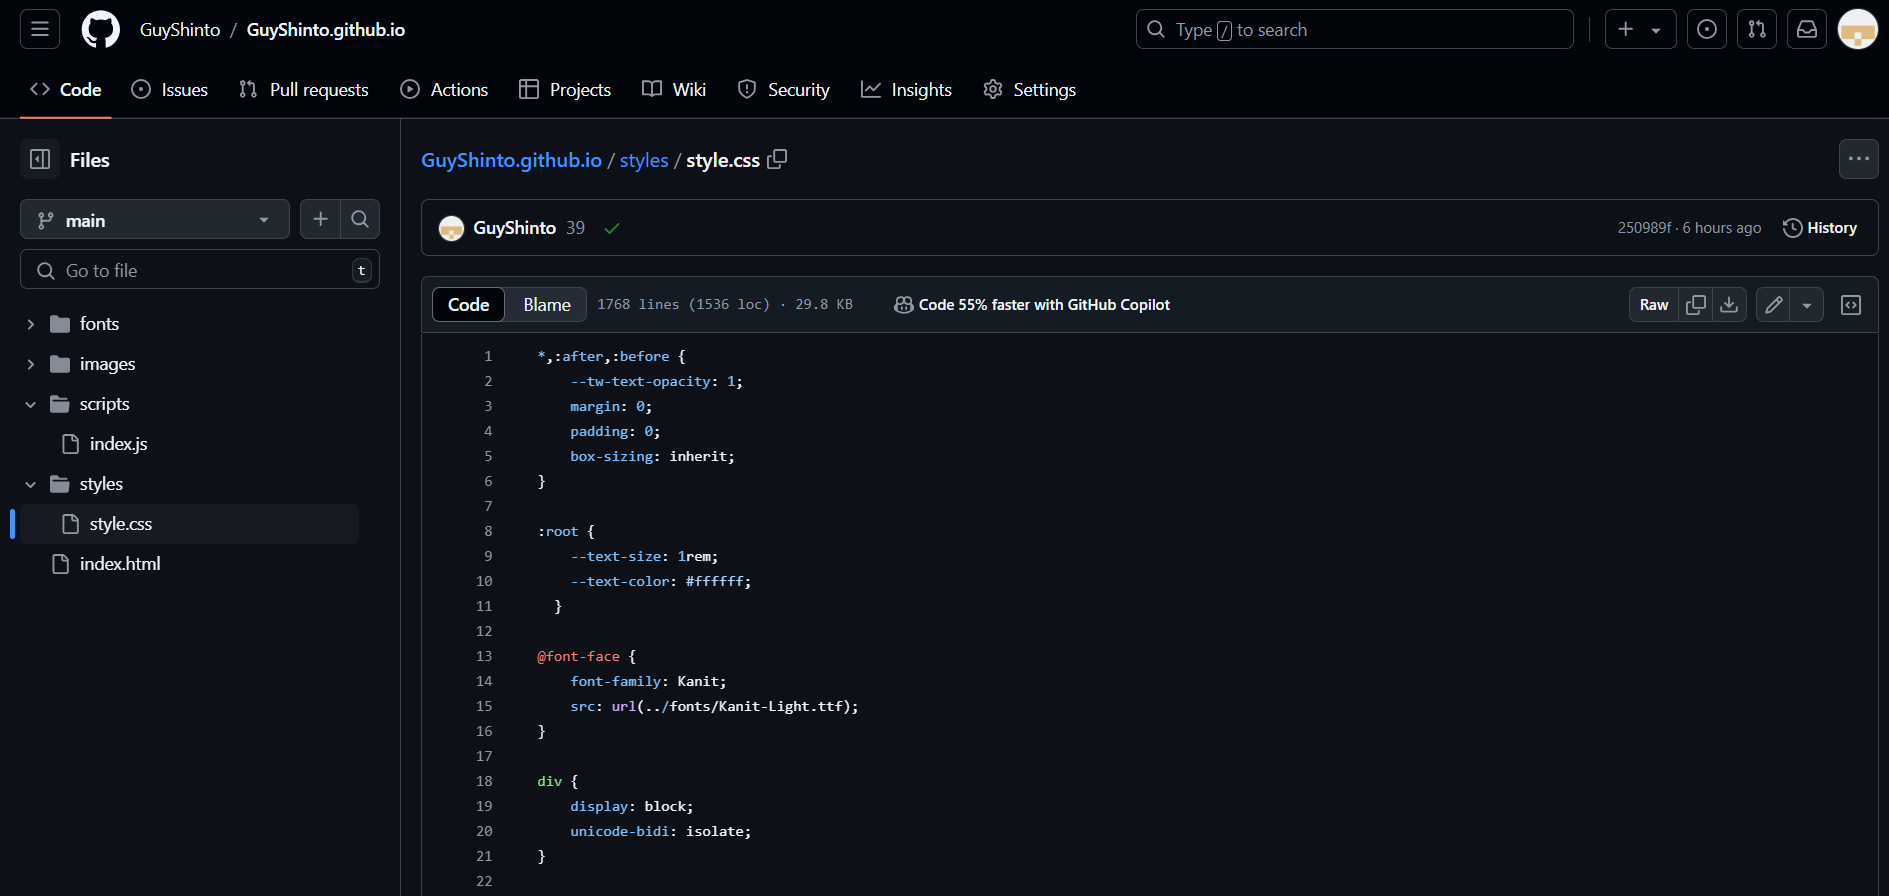 GuyShinto / GuyShinto.github.io
Type / to search
Code Issues Pull requests Actions Projects Wiki Security Insights Settings
Files
main
Go to file t
fonts
images
scripts
index.js
styles
style.css
index.html
GuyShinto.github.io / styles / style.css
GuyShinto 39 250989f · 6 hours ago History
Code Blame 1768 lines (1536 loc) · 29.8 KB Code 55% faster with GitHub Copilot Raw
1 *,:after,:before {
2 --tw-text-opacity: 1;
3 margin: 0;
4 padding: 0;
5 box-sizing: inherit;
6 }
7
8 :root {
9 --text-size: 1rem;
10 --text-color: #ffffff;
11 }
12
13 @font-face {
14 font-family: Kanit;
15 src: url(../fonts/Kanit-Light.ttf);
16 }
17
18 div {
19 display: block;
20 unicode-bidi: isolate;
21 }
22